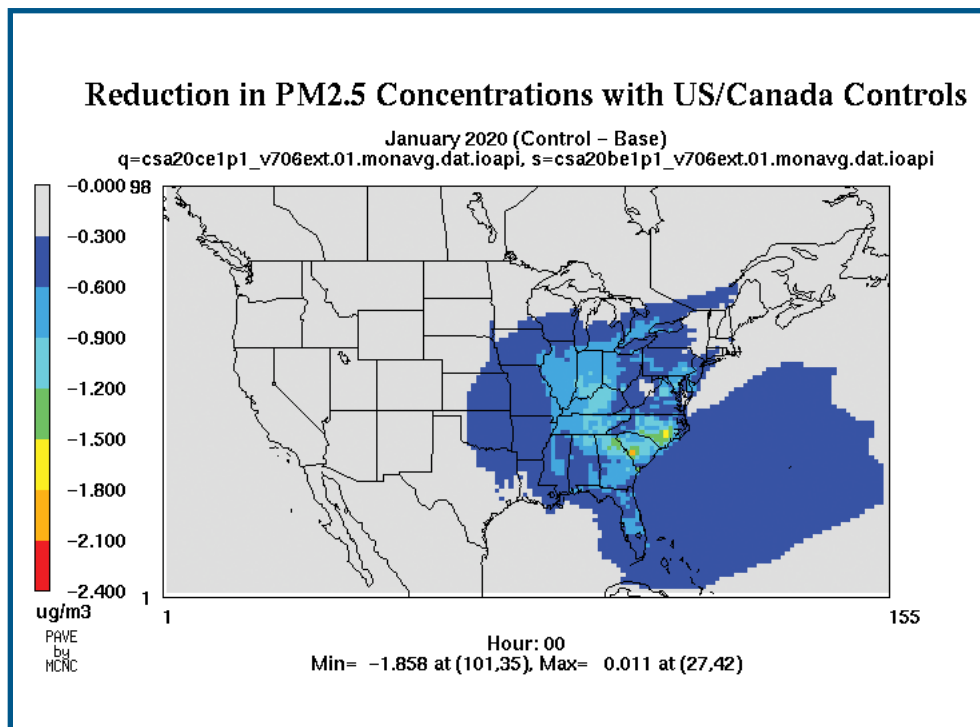 Reduction in PM2.5 Concentrations with US/Canada Controls
January 2020 (Control – Base)
q=csa20ce1p1_v706ext.01.monavg.dat.ioapi, s=csa20be1p1_v706ext.01.monavg.dat.ioapi
−0.000 98
−0.300
−0.600
−0.900
−1.200
−1.500
−1.800
−2.100
−2.400 1
ug/m3
1 155
PAVE
by
MCNC
Hour: 00
Min= −1.858 at (101,35), Max= 0.011 at (27,42)